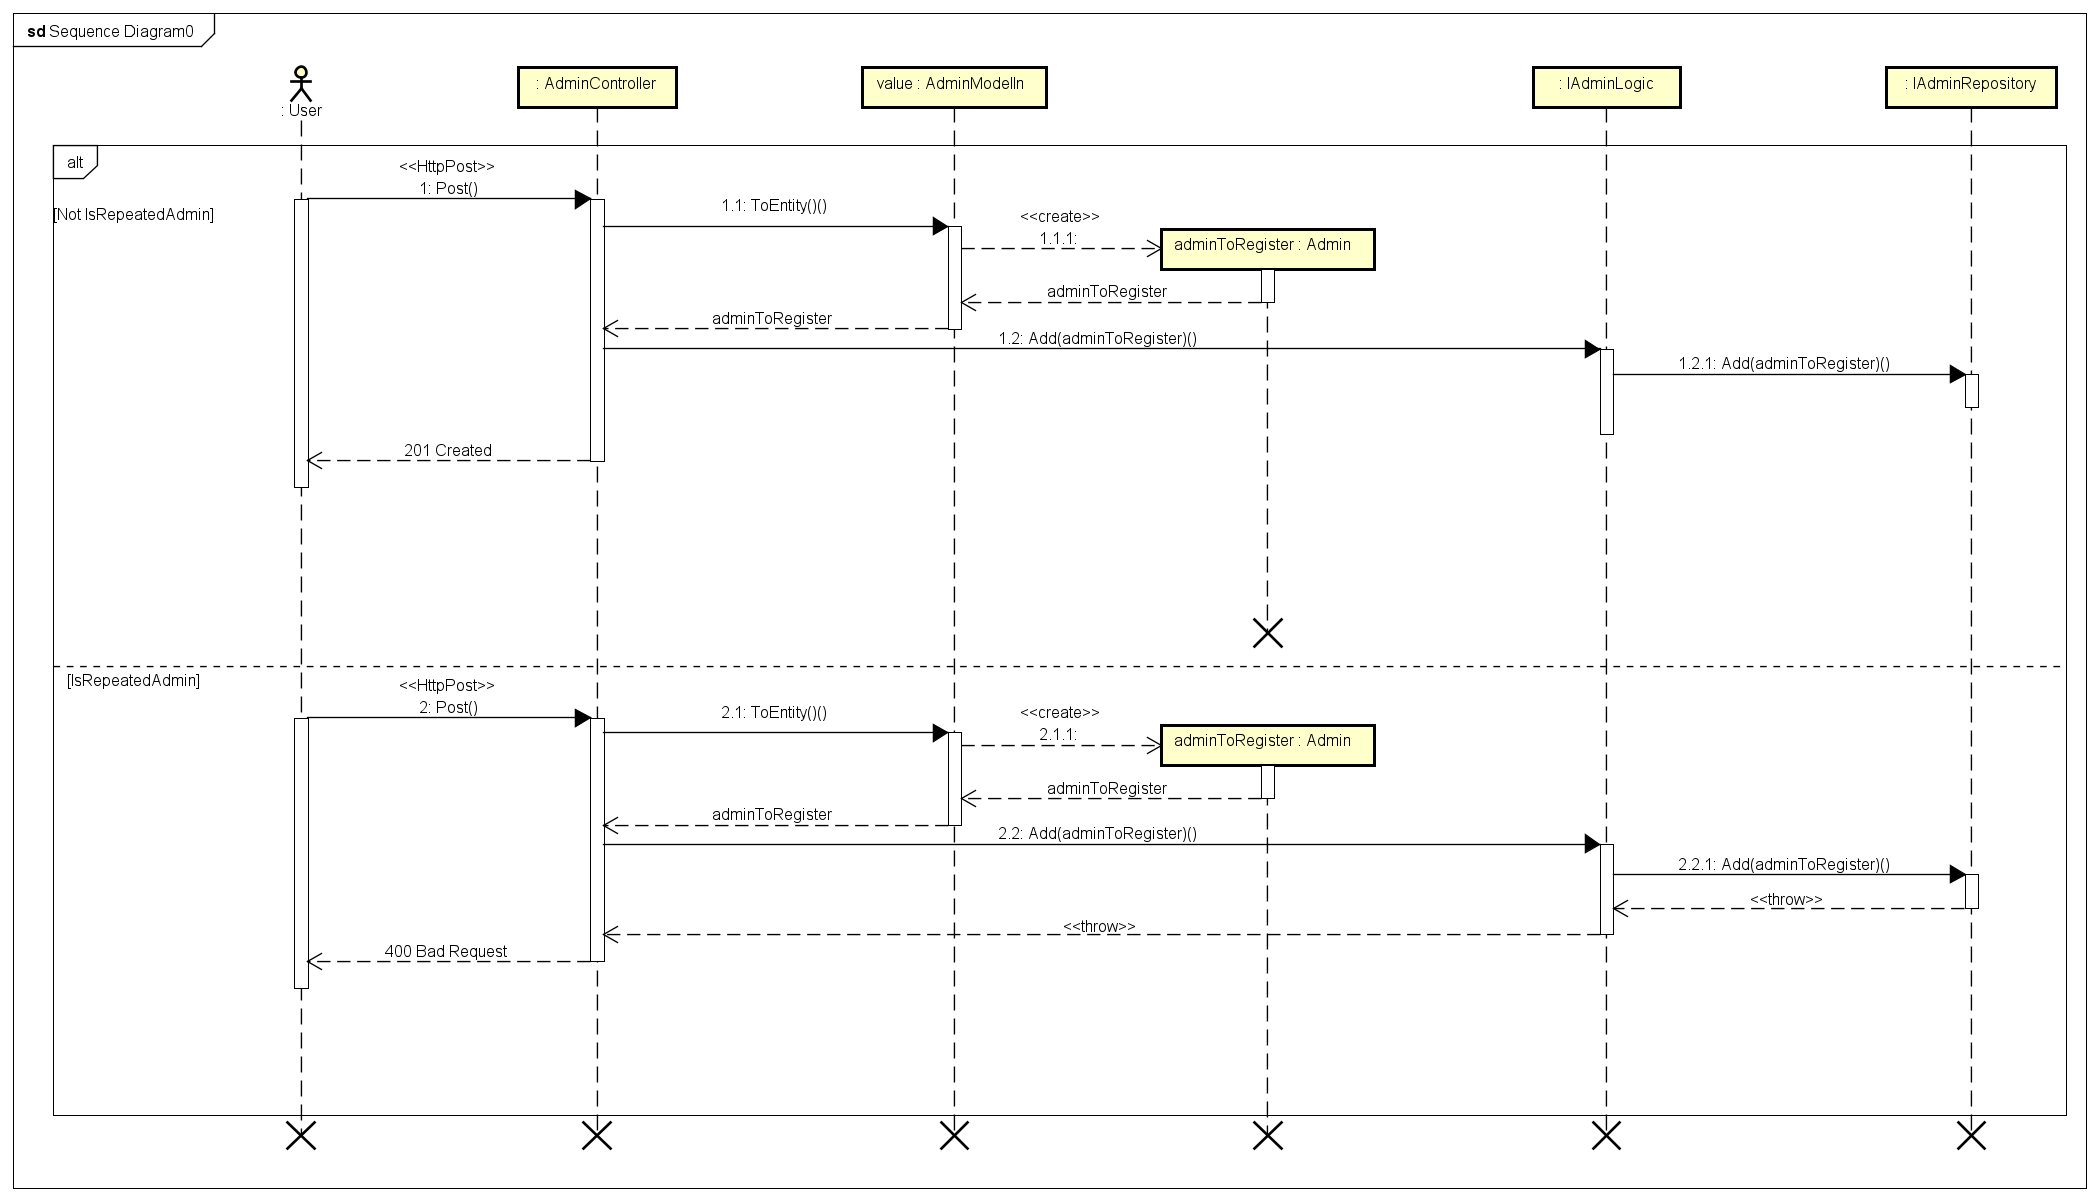 sd Sequence Diagram0
: User
: AdminController
value : AdminModelIn
: IAdminLogic
: IAdminRepository
alt
[Not IsRepeatedAdmin]
<<HttpPost>>
1: Post()
1.1: ToEntity()()
<<create>>
1.1.1:
adminToRegister : Admin
adminToRegister
adminToRegister
1.2: Add(adminToRegister)()
1.2.1: Add(adminToRegister)()
201 Created
[IsRepeatedAdmin]
<<HttpPost>>
2: Post()
2.1: ToEntity()()
<<create>>
2.1.1:
adminToRegister : Admin
adminToRegister
adminToRegister
2.2: Add(adminToRegister)()
2.2.1: Add(adminToRegister)()
<<throw>>
<<throw>>
400 Bad Request